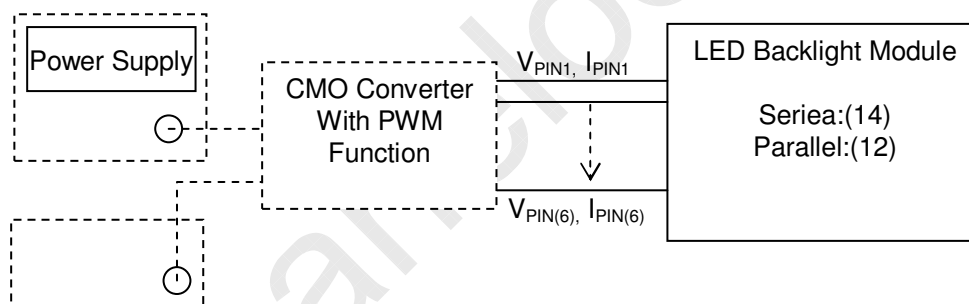 Power Supply
CMO Converter
With PWM
Function
VPIN1, IPIN1
VPIN(6), IPIN(6)
LED Backlight Module
Seriea:(14)
Parallel:(12)